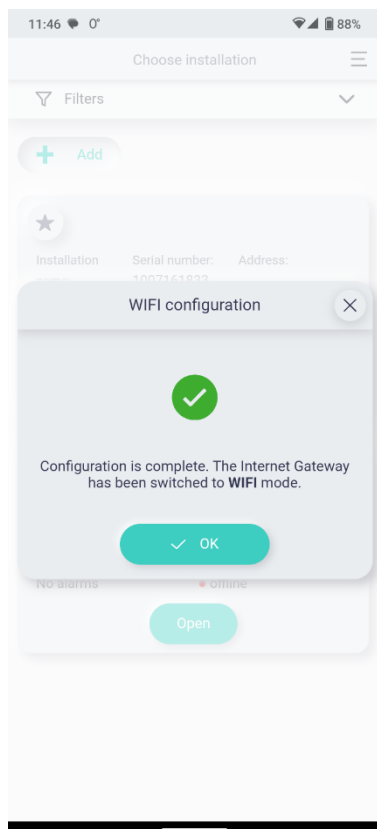 11:46 0° 88%
Choose installation
Filters
Add
Installation Serial number: Address:
1007161833
WIFI configuration
Configuration is complete. The Internet Gateway
has been switched to WIFI mode.
OK
No alarms offline
Open